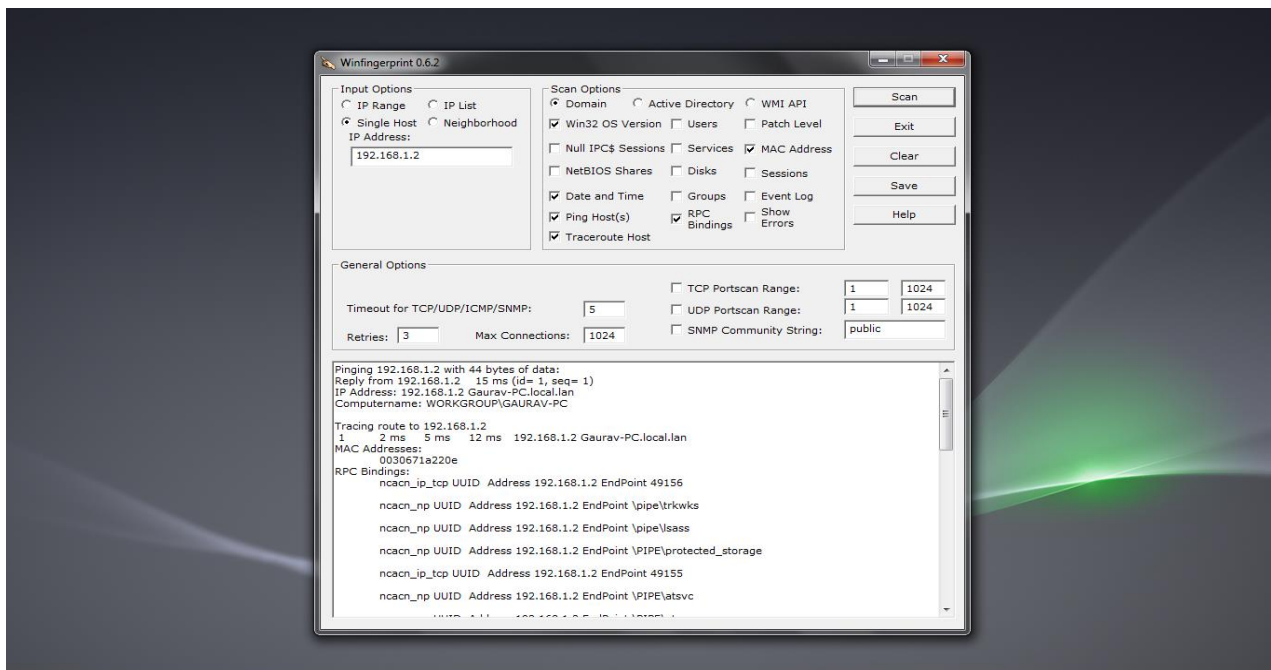 Winfingerprint 0.6.2
Input Options
IP Range IP List
Single Host Neighborhood
IP Address:
192.168.1.2
Scan Options
Domain Active Directory WMI API
Win32 OS Version Users Patch Level
Null IPC$ Sessions Services MAC Address
NetBIOS Shares Disks Sessions
Date and Time Groups Event Log
Ping Host(s) RPC Bindings Show Errors
Traceroute Host
Scan
Exit
Clear
Save
Help
General Options
Timeout for TCP/UDP/ICMP/SNMP: 5
Retries: 3 Max Connections: 1024
TCP Portscan Range: 1 1024
UDP Portscan Range: 1 1024
SNMP Community String: public
Pinging 192.168.1.2 with 44 bytes of data:
Reply from 192.168.1.2 15 ms (id= 1, seq= 1)
IP Address: 192.168.1.2 Gaurav-PC.local.lan
Computername: WORKGROUP\GAURAV-PC
Tracing route to 192.168.1.2
1 2 ms 5 ms 12 ms 192.168.1.2 Gaurav-PC.local.lan
MAC Addresses:
0030671a220e
RPC Bindings:
ncacn_ip_tcp UUID Address 192.168.1.2 EndPoint 49156
ncacn_np UUID Address 192.168.1.2 EndPoint \pipe\trkwks
ncacn_np UUID Address 192.168.1.2 EndPoint \pipe\lsass
ncacn_np UUID Address 192.168.1.2 EndPoint \PIPE\protected_storage
ncacn_ip_tcp UUID Address 192.168.1.2 EndPoint 49155
ncacn_np UUID Address 192.168.1.2 EndPoint \PIPE\atsvc